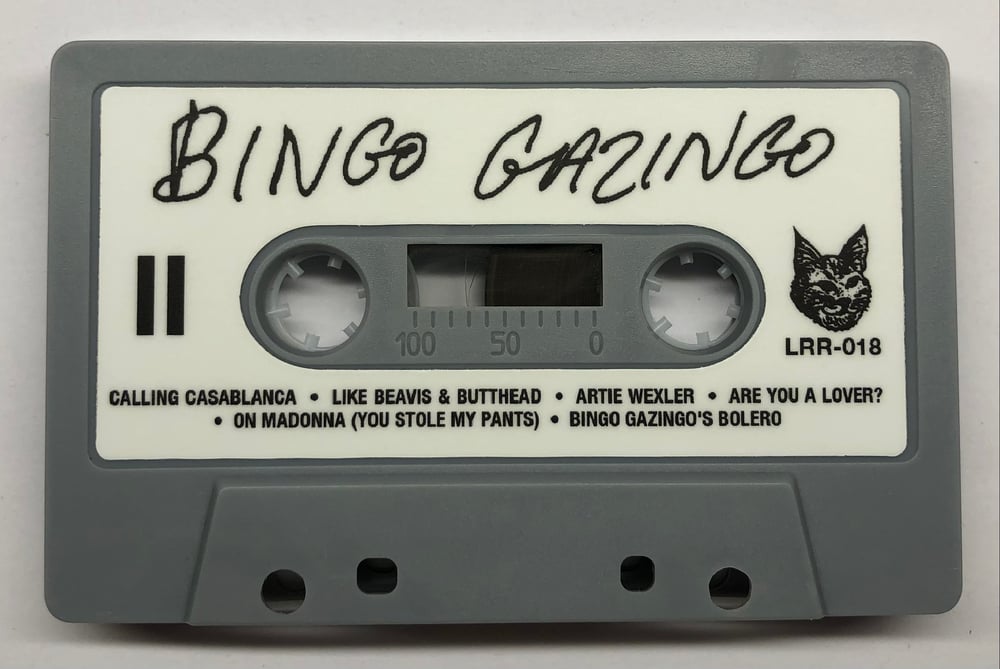 BINGO GAZINGO
II
100 50 0
LRR-018
CALLING CASABLANCA • LIKE BEAVIS & BUTTHEAD • ARTIE WEXLER • ARE YOU A LOVER?
• ON MADONNA (YOU STOLE MY PANTS) • BINGO GAZINGO'S BOLERO